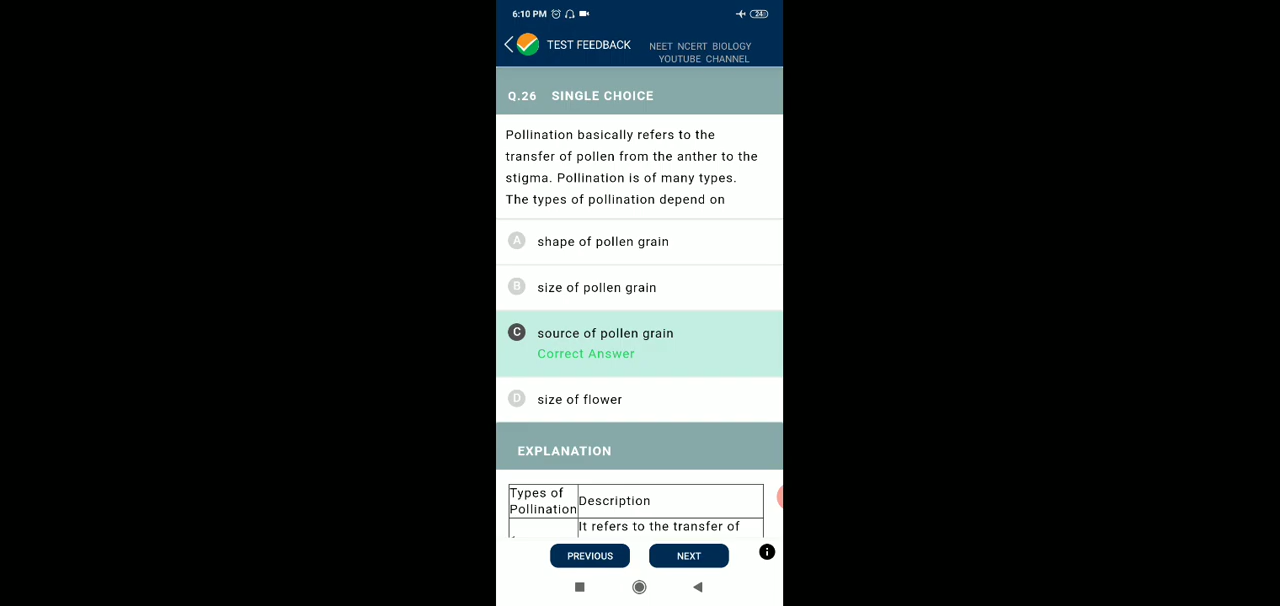 6:10 PM
24
TEST FEEDBACK
NEET NCERT BIOLOGY
YOUTUBE CHANNEL
Q.26 SINGLE CHOICE
Pollination basically refers to the
transfer of pollen from the anther to the
stigma. Pollination is of many types.
The types of pollination depend on
A shape of pollen grain
B size of pollen grain
C source of pollen grain
Correct Answer
D size of flower
EXPLANATION
Types of
Pollination
Description
It refers to the transfer of
PREVIOUS NEXT
i